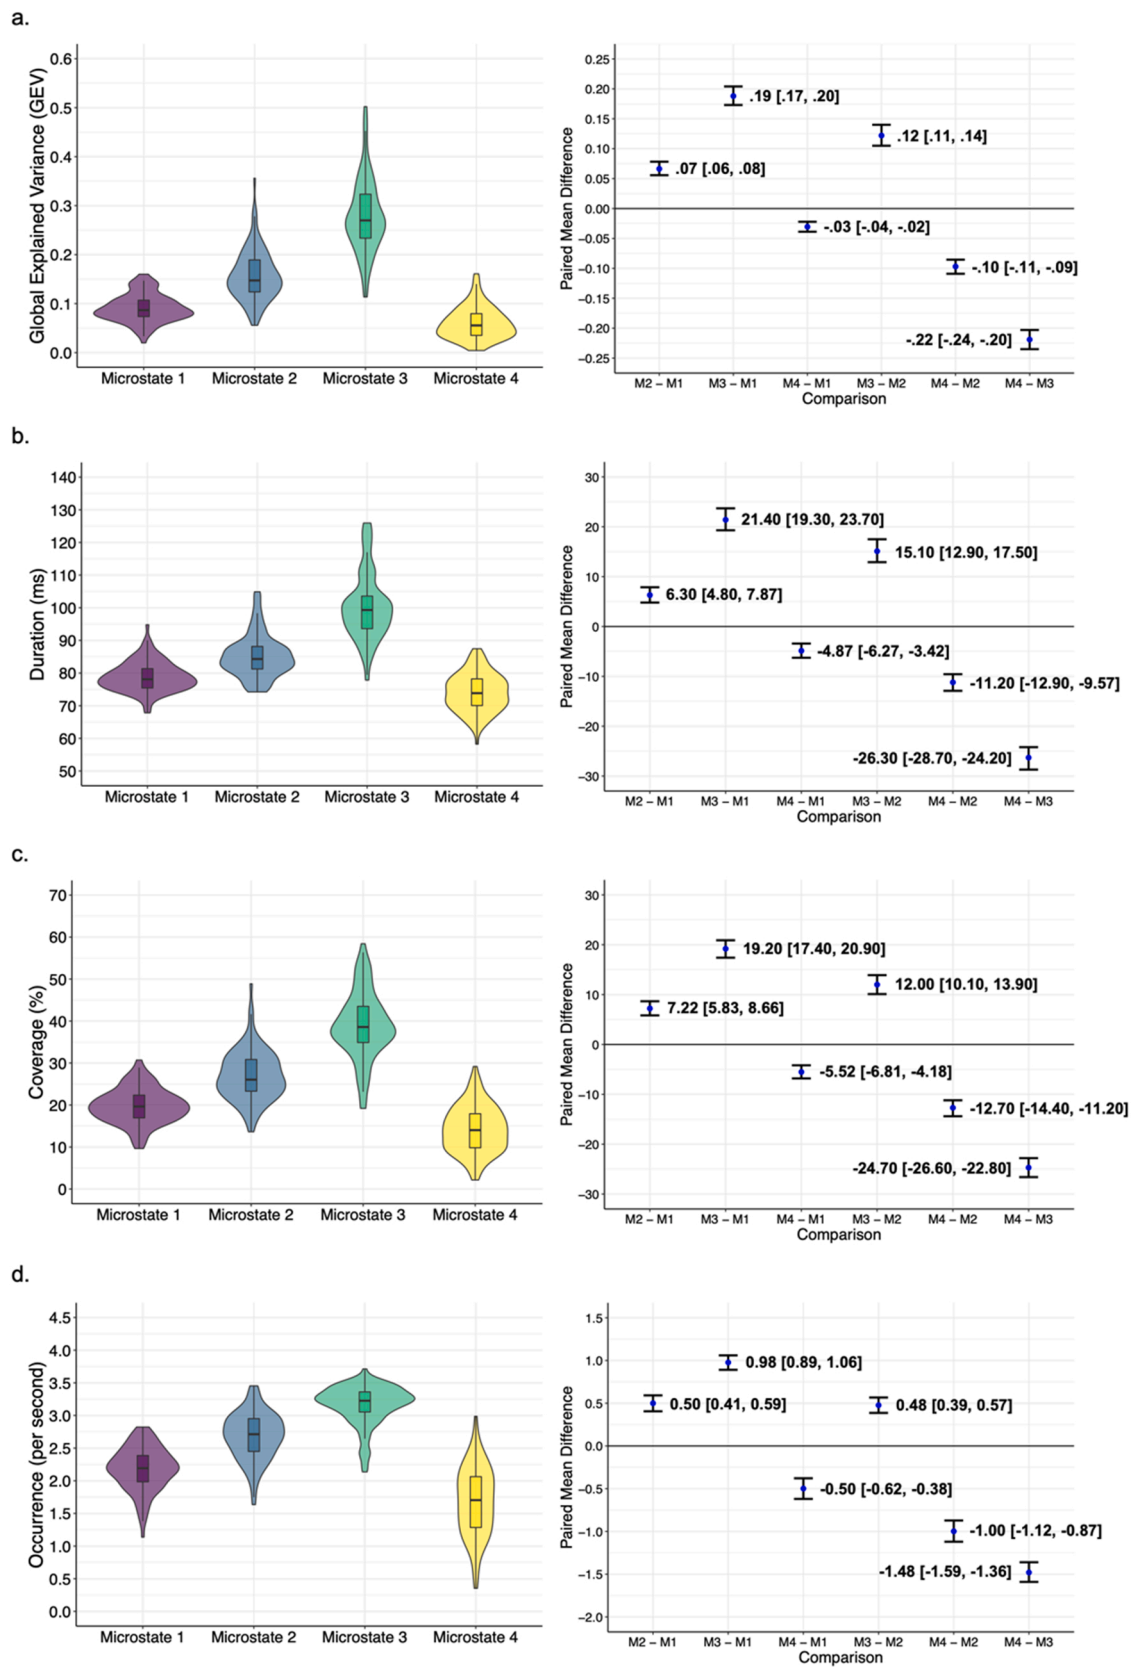 a.
Global Explained Variance (GEV)
0.6
0.5
0.4
0.3
0.2
0.1
0.0
Microstate 1 Microstate 2 Microstate 3 Microstate 4
Paired Mean Difference
0.25
0.20
0.15
0.10
0.05
0.00
−0.05
−0.10
−0.15
−0.20
−0.25
.07 [.06, .08]
.19 [.17, .20]
-.03 [-.04, -.02]
.12 [.11, .14]
-.10 [-.11, -.09]
-.22 [-.24, -.20]
M2 − M1 M3 − M1 M4 − M1 M3 − M2 M4 − M2 M4 − M3
Comparison
b.
Duration (ms)
140
130
120
110
100
90
80
70
60
50
Microstate 1 Microstate 2 Microstate 3 Microstate 4
Paired Mean Difference
30
20
10
0
−10
−20
−30
6.30 [4.80, 7.87]
21.40 [19.30, 23.70]
-4.87 [-6.27, -3.42]
15.10 [12.90, 17.50]
-11.20 [-12.90, -9.57]
-26.30 [-28.70, -24.20]
M2 − M1 M3 − M1 M4 − M1 M3 − M2 M4 − M2 M4 − M3
Comparison
c.
Coverage (%)
70
60
50
40
30
20
10
0
Microstate 1 Microstate 2 Microstate 3 Microstate 4
Paired Mean Difference
30
20
10
0
−10
−20
−30
7.22 [5.83, 8.66]
19.20 [17.40, 20.90]
-5.52 [-6.81, -4.18]
12.00 [10.10, 13.90]
-12.70 [-14.40, -11.20]
-24.70 [-26.60, -22.80]
M2 − M1 M3 − M1 M4 − M1 M3 − M2 M4 − M2 M4 − M3
Comparison
d.
Occurrence (per second)
4.5
4.0
3.5
3.0
2.5
2.0
1.5
1.0
0.5
0.0
Microstate 1 Microstate 2 Microstate 3 Microstate 4
Paired Mean Difference
1.5
1.0
0.5
0.0
−0.5
−1.0
−1.5
−2.0
0.50 [0.41, 0.59]
0.98 [0.89, 1.06]
-0.50 [-0.62, -0.38]
0.48 [0.39, 0.57]
-1.00 [-1.12, -0.87]
-1.48 [-1.59, -1.36]
M2 − M1 M3 − M1 M4 − M1 M3 − M2 M4 − M2 M4 − M3
Comparison